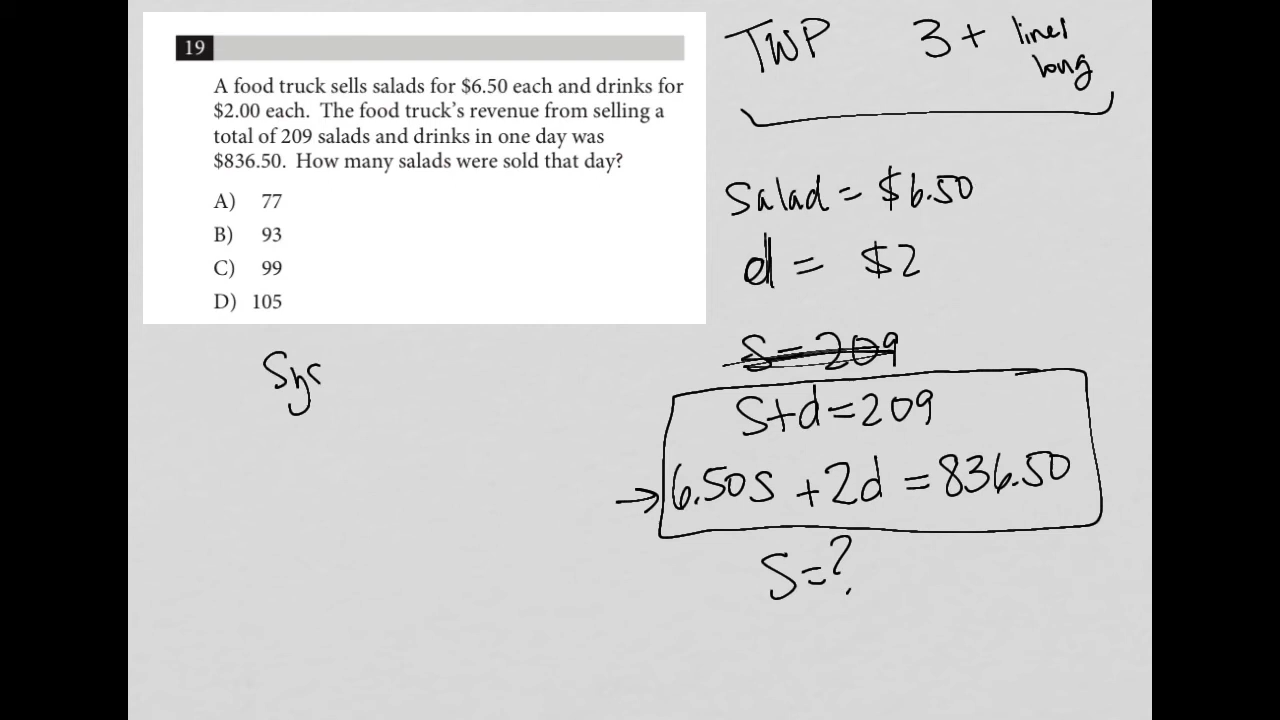 19
A food truck sells salads for $6.50 each and drinks for
$2.00 each. The food truck's revenue from selling a
total of 209 salads and drinks in one day was
$836.50. How many salads were sold that day?
A) 77
B) 93
C) 99
D) 105
Sys
TWP 3+ lines
long
Salad = $6.50
d = $2
S = 209
S+d=209
→ 6.50S + 2d = 836.50
S=?